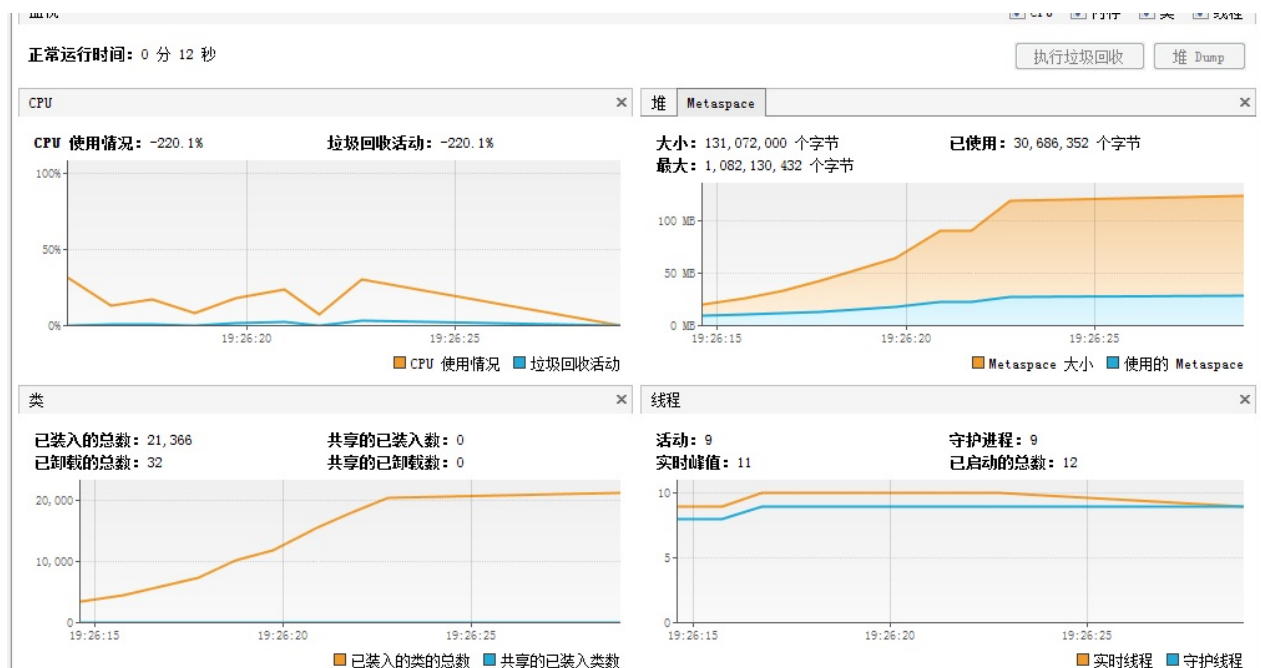 监视 CPU 内存 类 线程
正常运行时间：0 分 12 秒 执行垃圾回收 堆 Dump
CPU
CPU 使用情况：-220.1% 垃圾回收活动：-220.1%
100%
50%
0%
19:26:20 19:26:25
CPU 使用情况 垃圾回收活动
堆 Metaspace
大小：131,072,000 个字节 已使用：30,686,352 个字节
最大：1,082,130,432 个字节
100 MB
50 MB
0 MB
19:26:15 19:26:20 19:26:25
Metaspace 大小 使用的 Metaspace
类
已装入的总数：21,366 共享的已装入数：0
已卸载的总数：32 共享的已卸载数：0
20,000
10,000
0
19:26:15 19:26:20 19:26:25
已装入的类的总数 共享的已装入类数
线程
活动：9 守护进程：9
实时峰值：11 已启动的总数：12
10
5
0
19:26:15 19:26:20 19:26:25
实时线程 守护线程